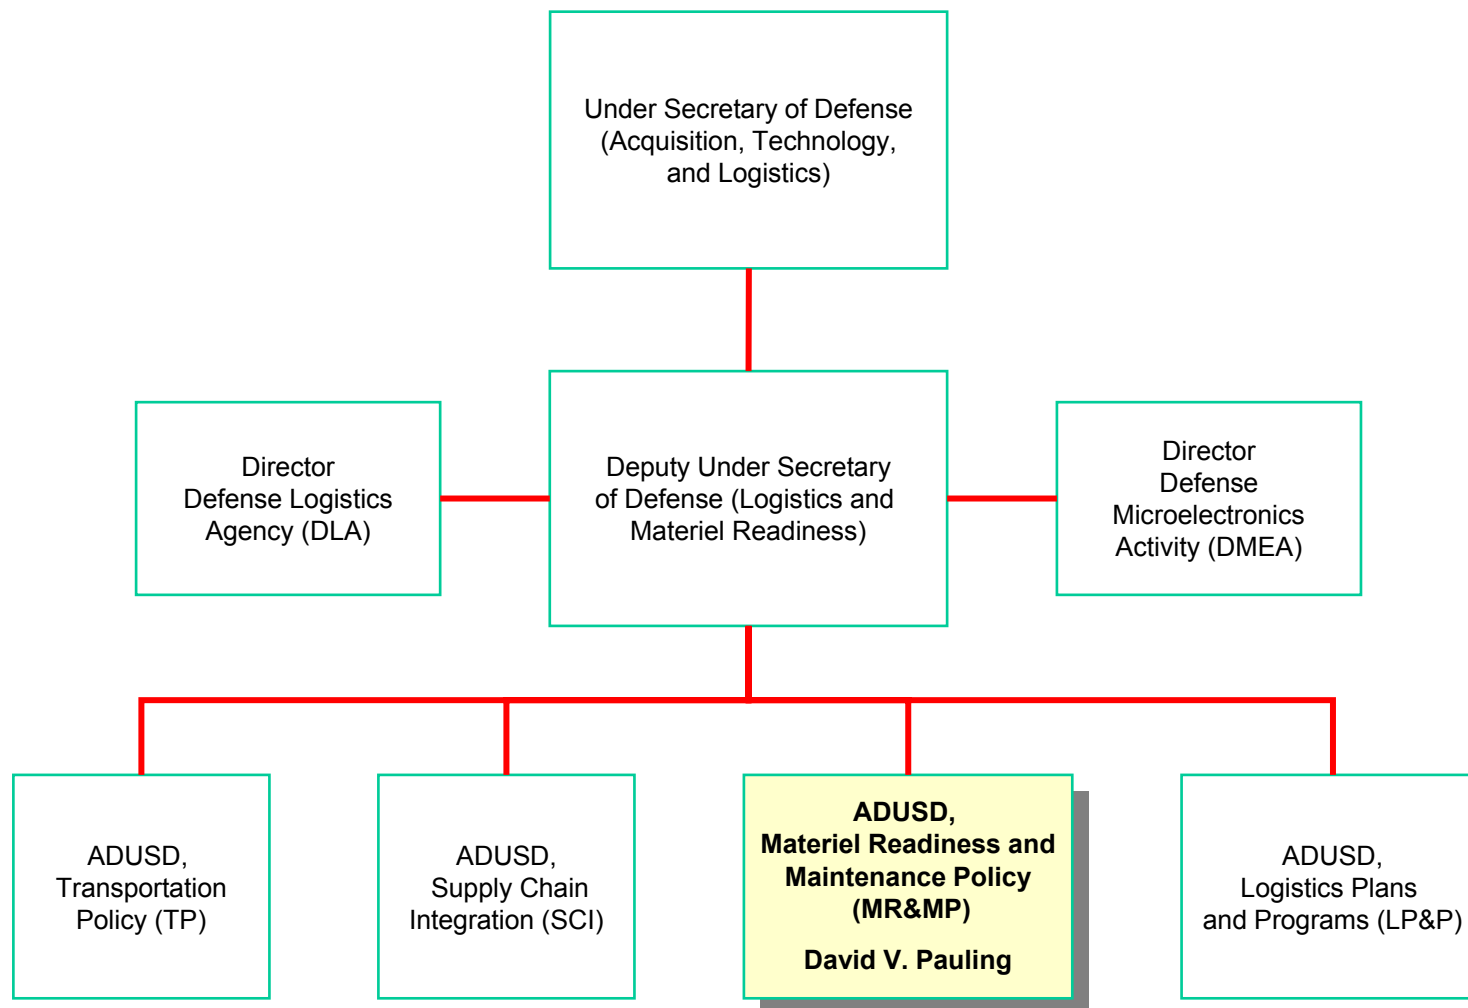 Under Secretary of Defense
(Acquisition, Technology,
and Logistics)
Director
Defense Logistics
Agency (DLA)
Deputy Under Secretary
of Defense (Logistics and
Materiel Readiness)
Director
Defense
Microelectronics
Activity (DMEA)
ADUSD,
Transportation
Policy (TP)
ADUSD,
Supply Chain
Integration (SCI)
ADUSD,
Materiel Readiness and
Maintenance Policy
(MR&MP)
David V. Pauling
ADUSD,
Logistics Plans
and Programs (LP&P)